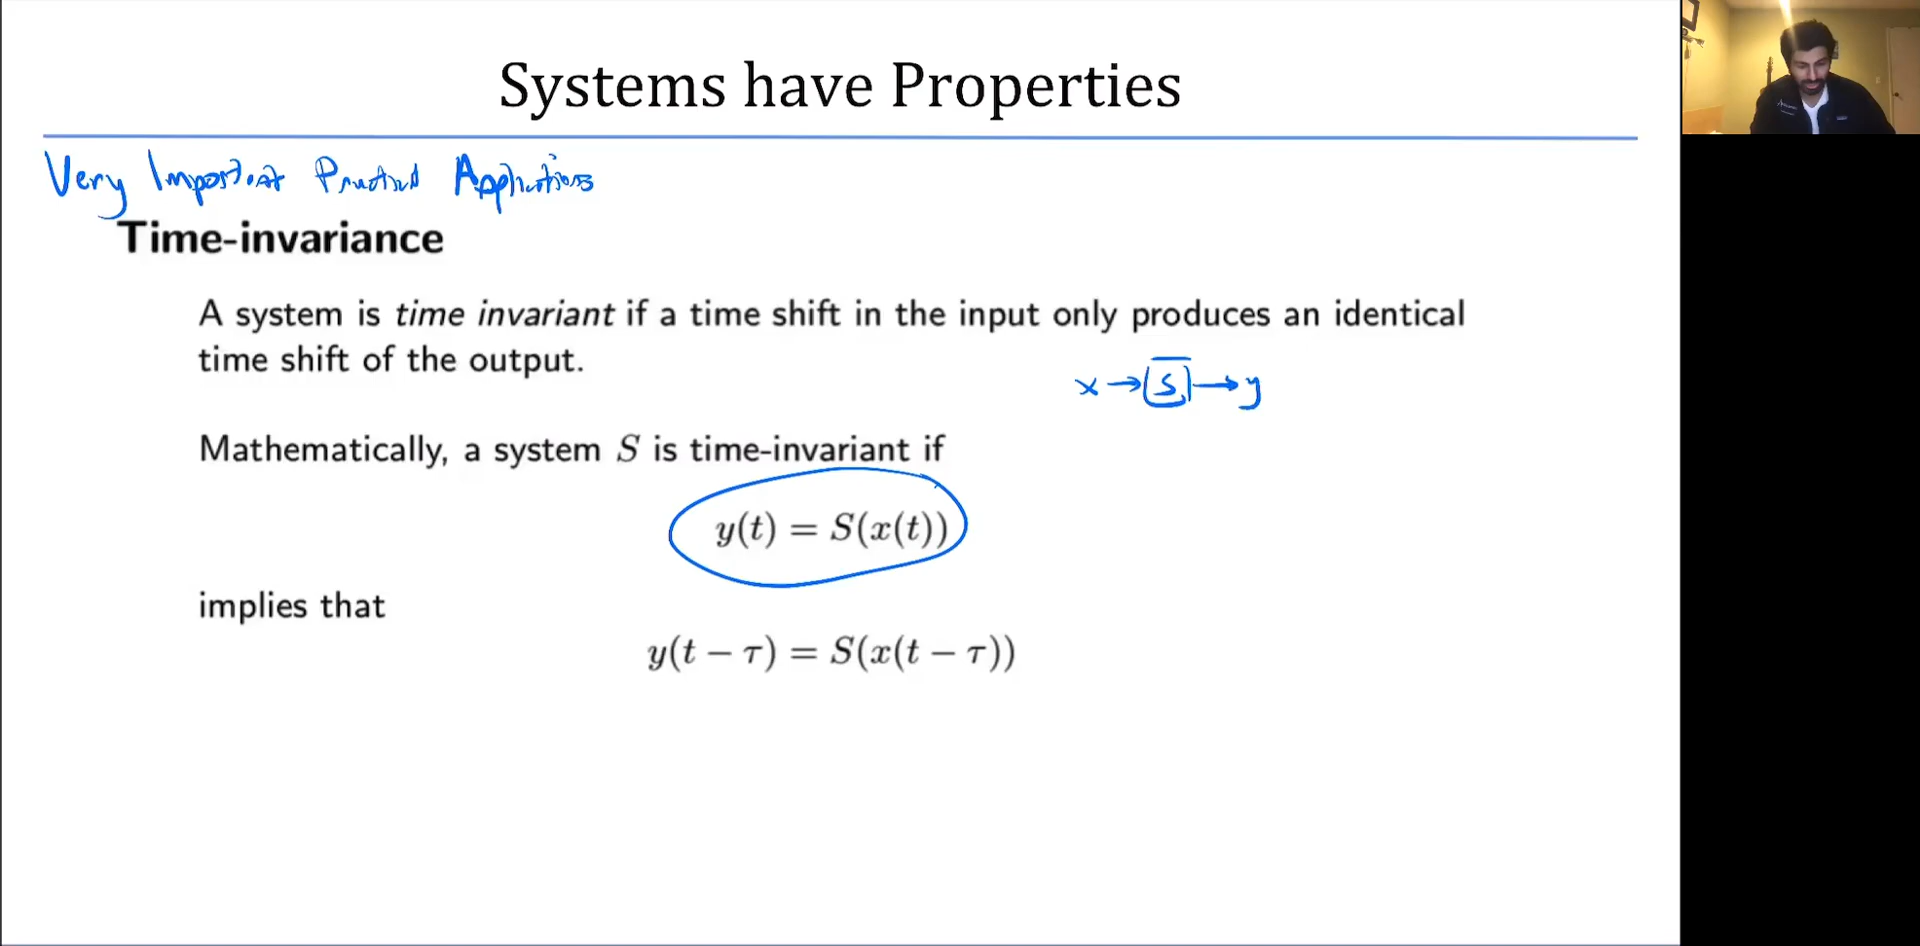 Systems have Properties
Very Important Practical Applications
Time-invariance
A system is time invariant if a time shift in the input only produces an identical
time shift of the output.
x → S → y
Mathematically, a system S is time-invariant if
y(t) = S(x(t))
implies that
y(t − τ) = S(x(t − τ))